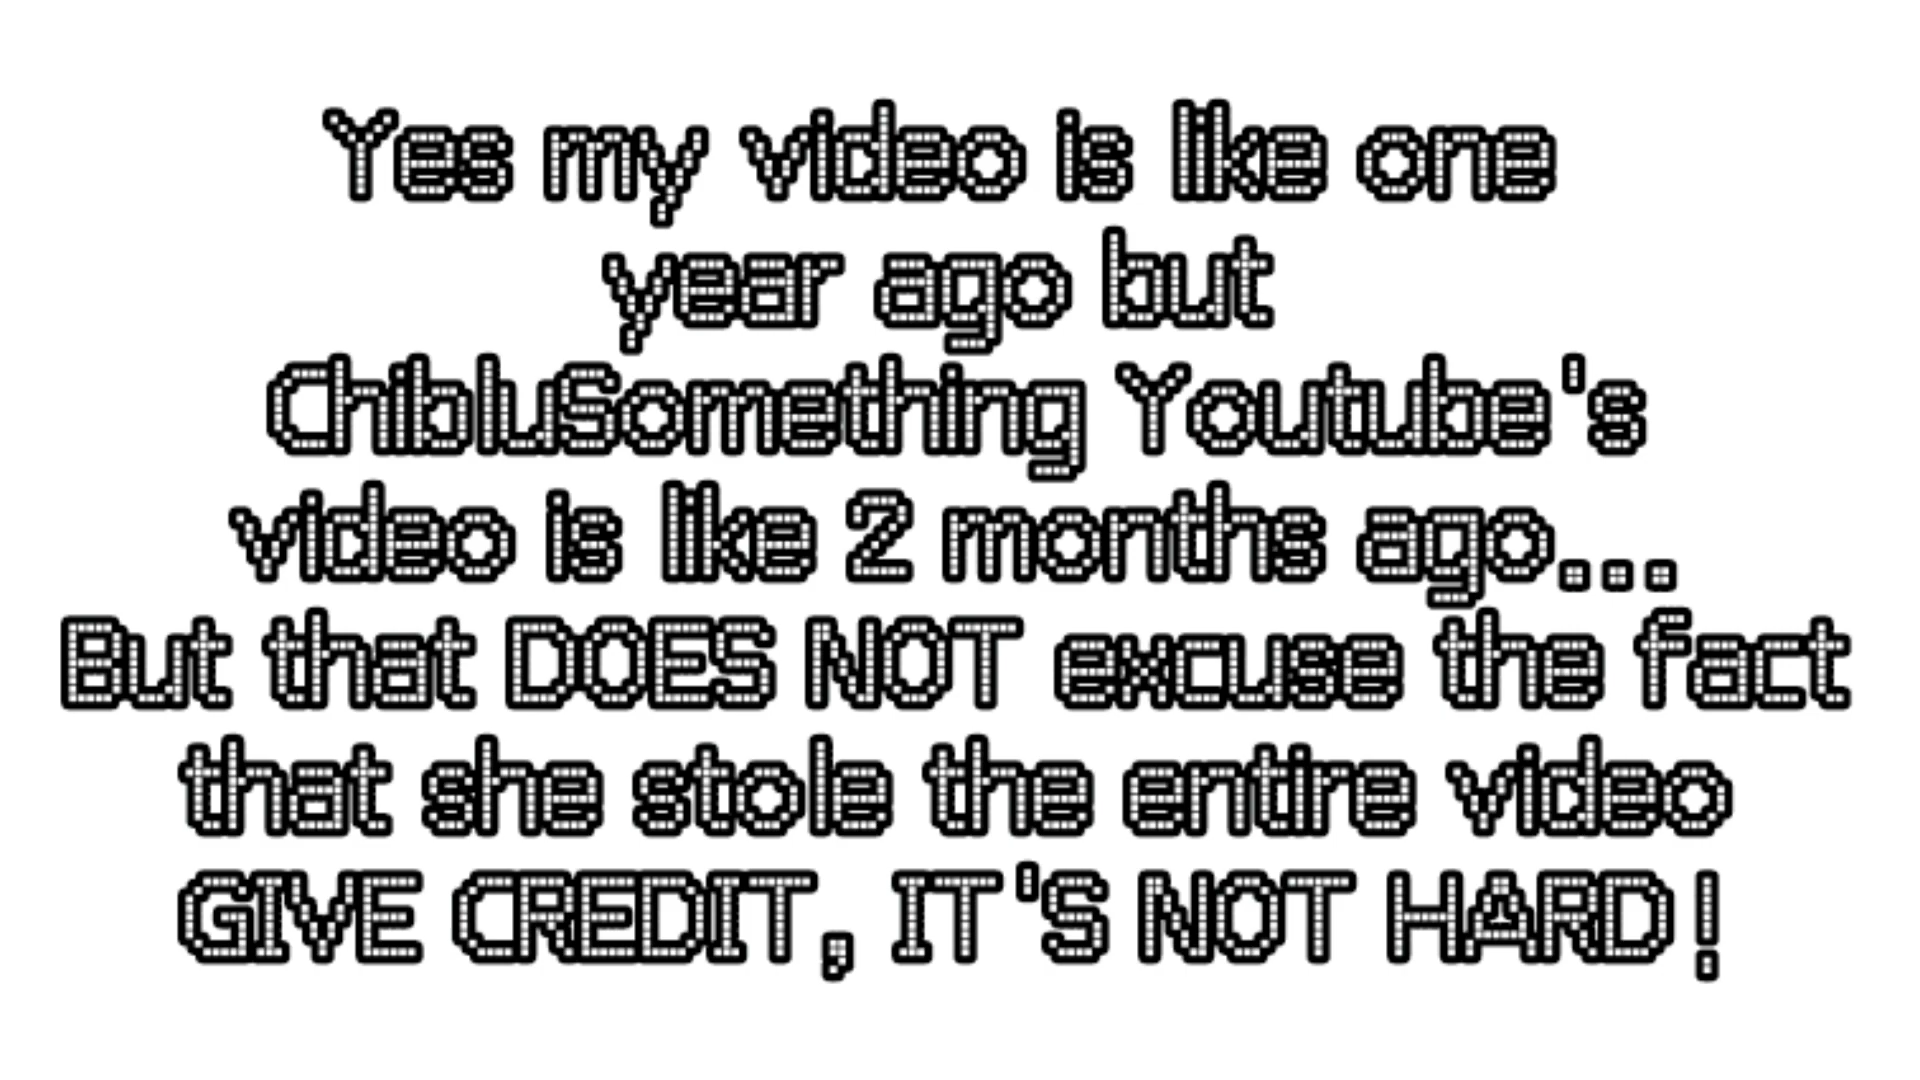 Yes my video is like one
year ago but
ChibluSomething Youtube's
video is like 2 months ago...
But that DOES NOT excuse the fact
that she stole the entire video
GIVE CREDIT, IT'S NOT HARD!